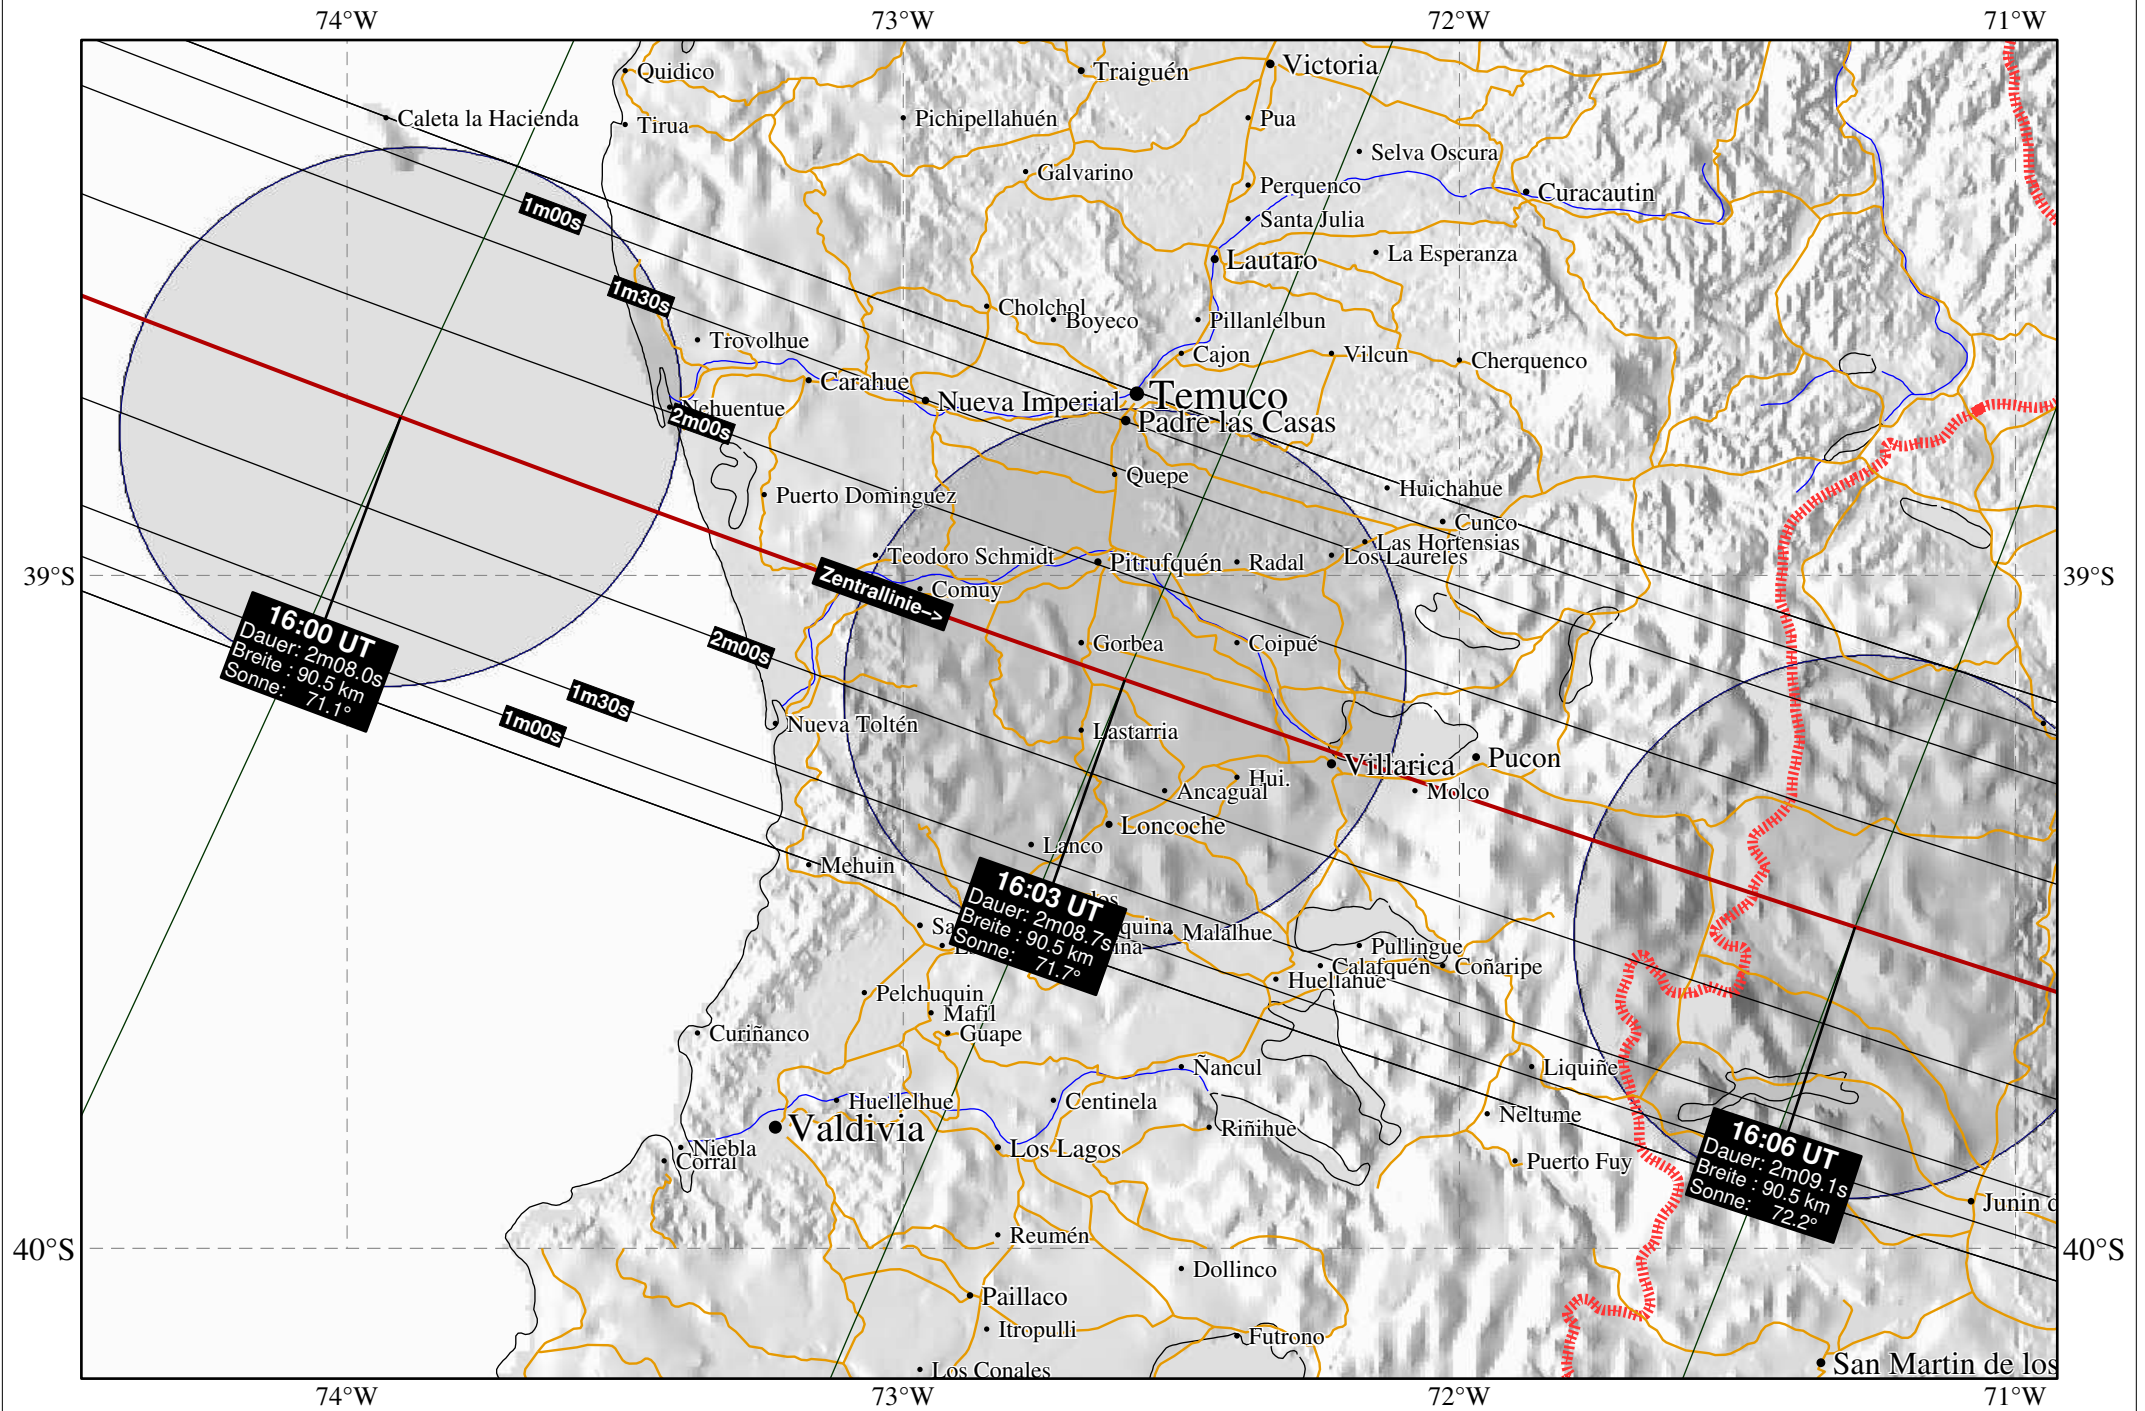 74°W
73°W
72°W
71°W
Quidico
Traiguén
Victoria
Caleta la Hacienda
Tirua
Pichipellahuén
Pua
Selva Oscura
Galvarino
Perquenco
Curacautin
1m00s
Santa Julia
La Esperanza
Lautaro
1m30s
Cholchol
Boyeco
Pillanlelbun
Trovolhue
Cajon
Vilcun
Cherquenco
Carahue
Nueva Imperial
Temuco
Nehuentue
2m00s
Padre las Casas
Quepe
Huichahue
Puerto Dominguez
Cunco
Las Hortensias
Teodoro Schmidt
Pitrufquén
Radal
Los Laureles
39°S
39°S
Zentrallinie->
Comuy
16:00 UT
Dauer: 2m08.0s
Breite : 90.5 km
Sonne: 71.1°
2m00s
Gorbea
Coipué
1m30s
1m00s
Nueva Toltén
Lastarria
Villarica
Pucon
Hui.
Ancagual
Molco
Loncoche
Lanco
Mehuin
16:03 UT
Dauer: 2m08.7s
Breite : 90.5 km
Sonne: 71.7°
Malalhue
Pullingue
Calafquén
Coñaripe
Huellahue
Pelchuquin
Mafil
Guape
Curiñanco
Ñancul
Liquiñe
Huellelhue
Centinela
Neltume
Valdivia
Riñihue
Niebla
Corral
Los Lagos
Puerto Fuy
16:06 UT
Dauer: 2m09.1s
Breite : 90.5 km
Sonne: 72.2°
Junin d
Reumén
40°S
40°S
Dollinco
Paillaco
Itropulli
Futrono
Los Conales
San Martin de los
74°W
73°W
72°W
71°W